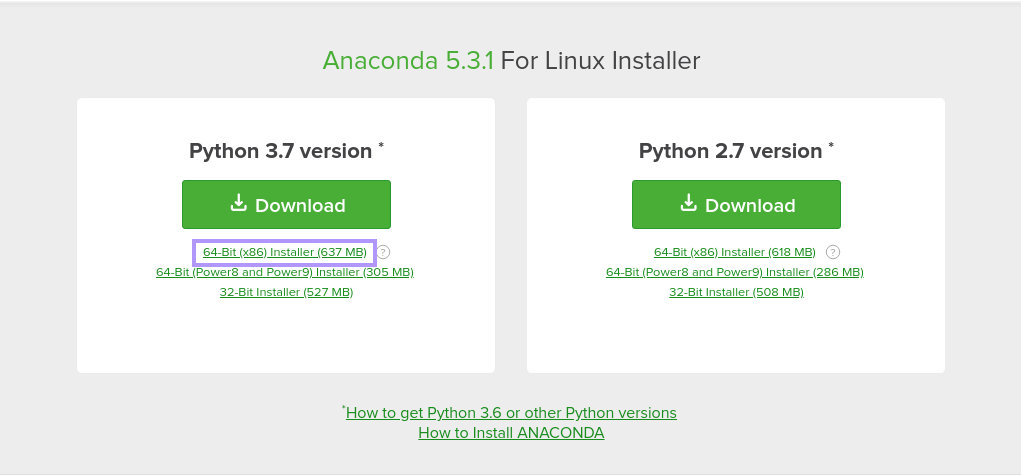 Anaconda 5.3.1 For Linux Installer
Python 3.7 version *
Download
64-Bit (x86) Installer (637 MB) ?
64-Bit (Power8 and Power9) Installer (305 MB)
32-Bit Installer (527 MB)
Python 2.7 version *
Download
64-Bit (x86) Installer (618 MB) ?
64-Bit (Power8 and Power9) Installer (286 MB)
32-Bit Installer (508 MB)
*How to get Python 3.6 or other Python versions
How to Install ANACONDA